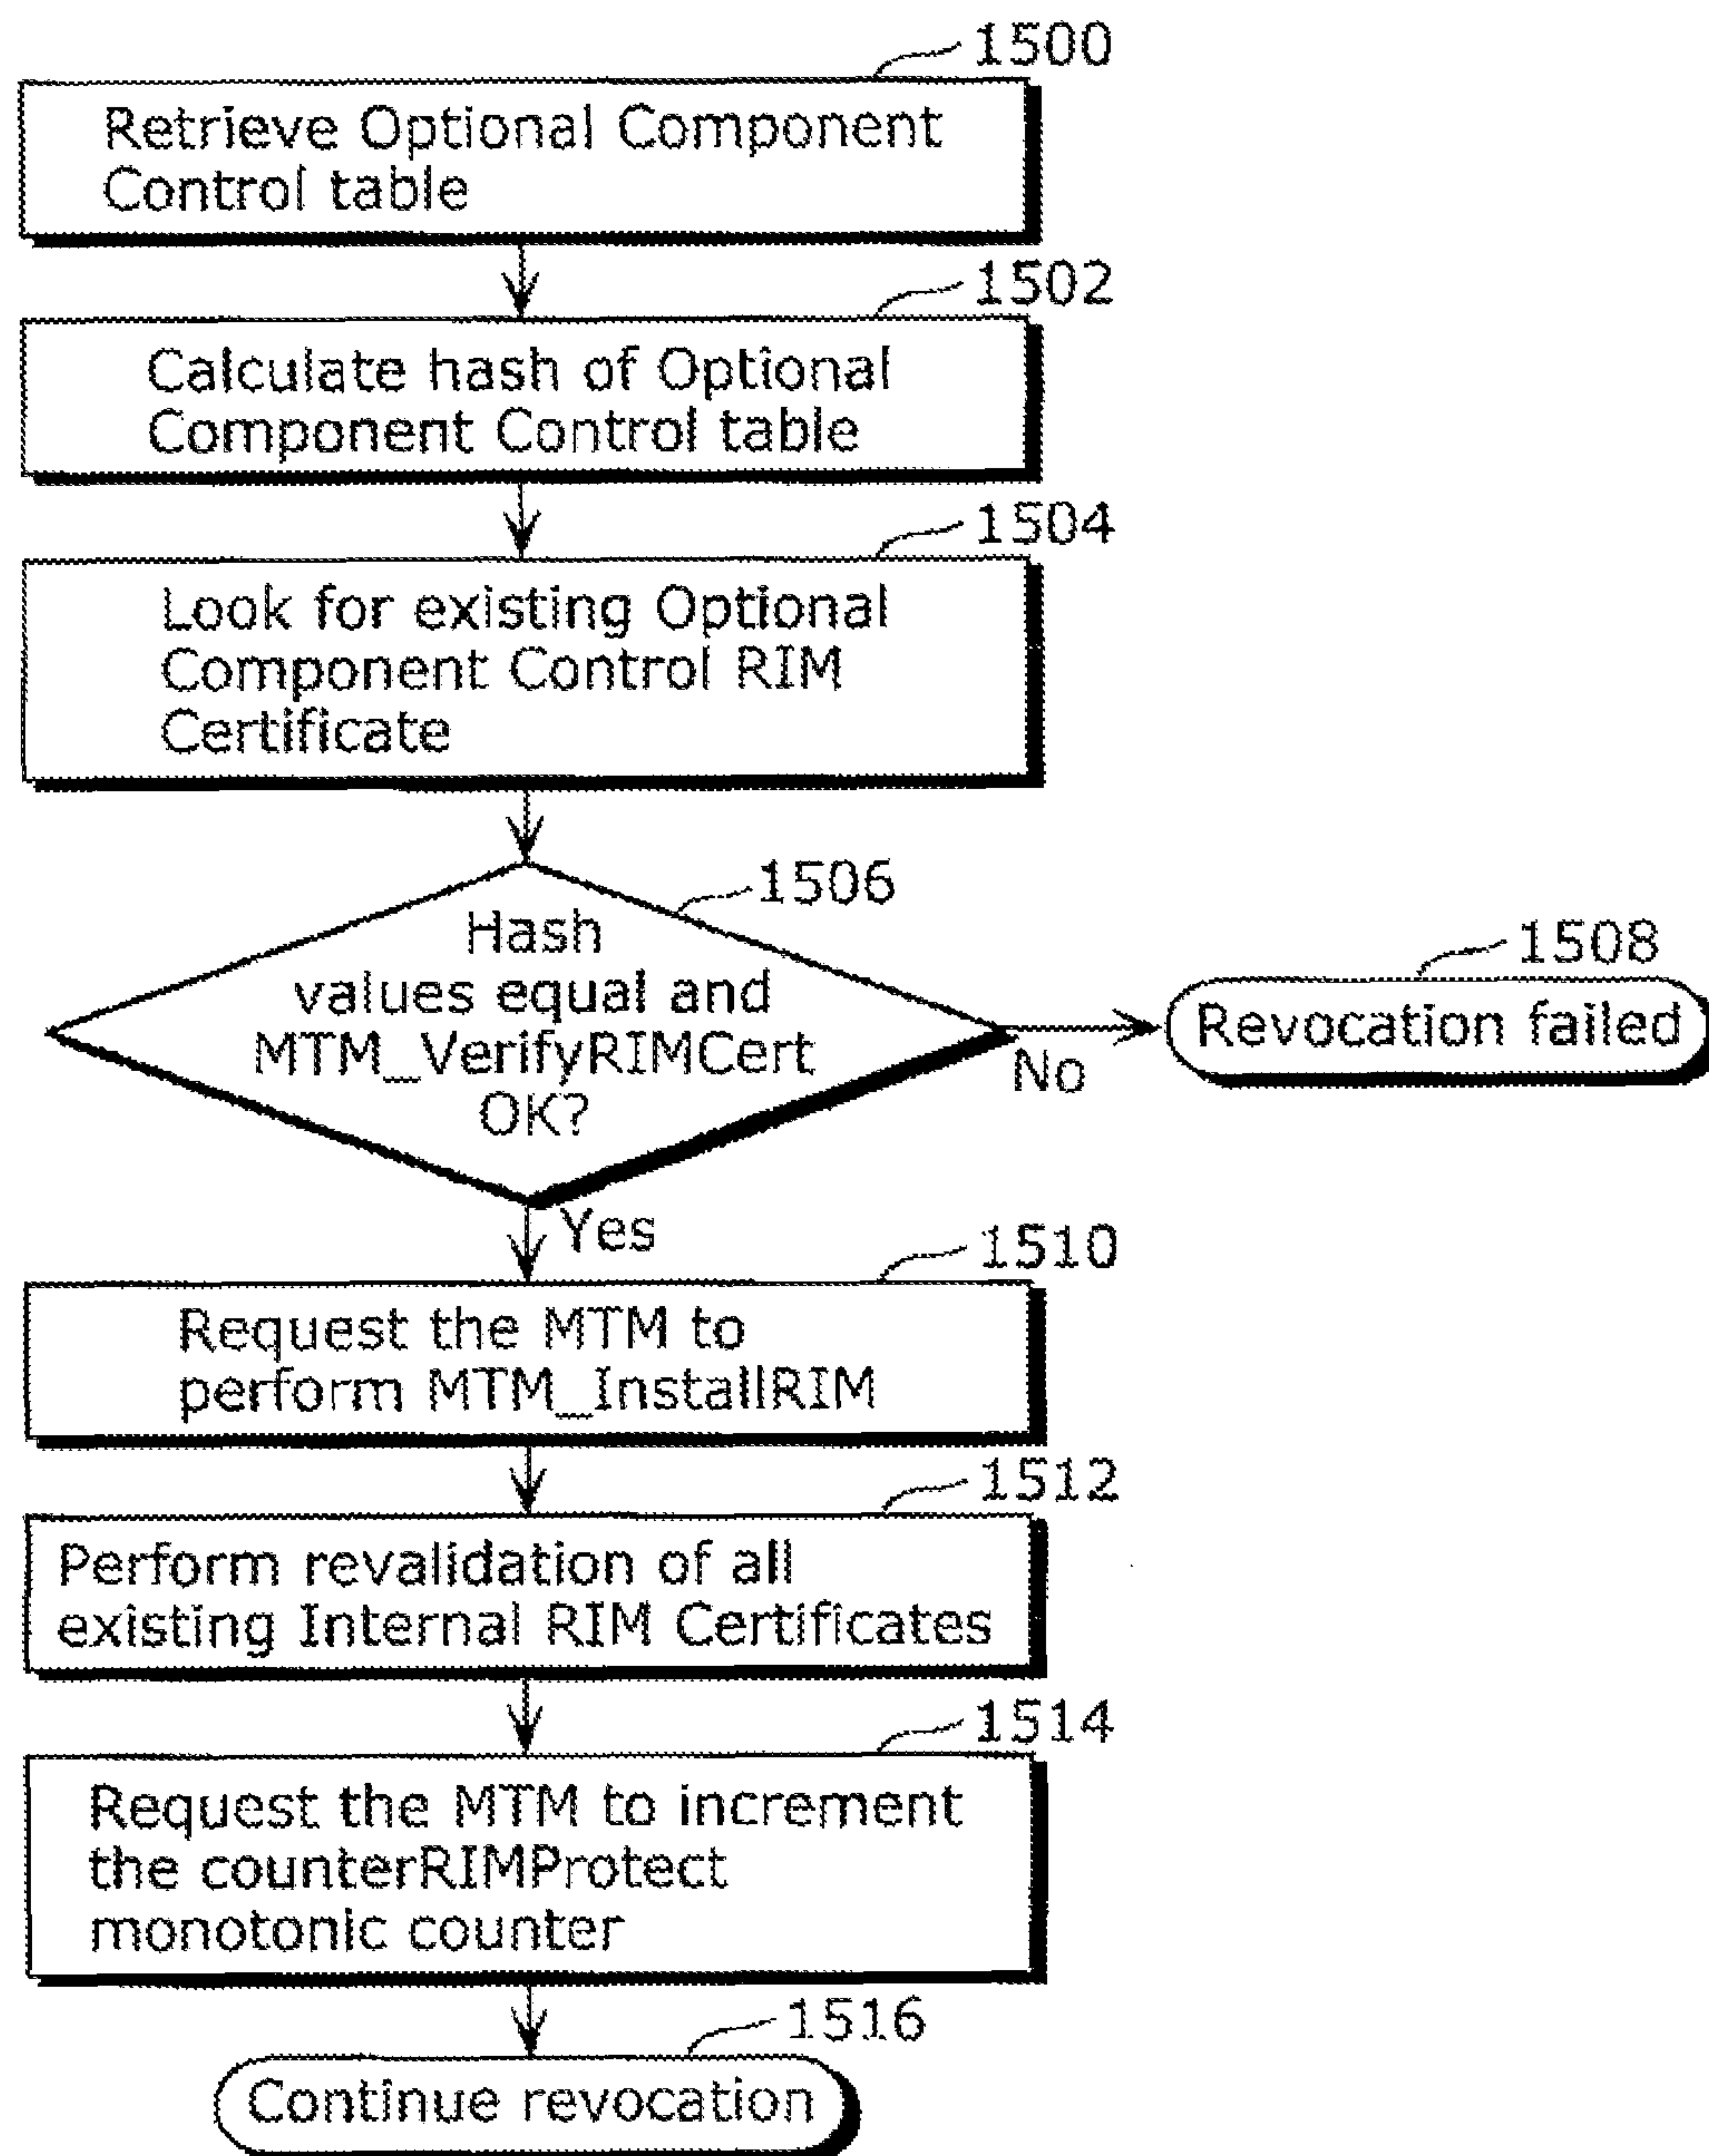 1500
Retrieve Optional Component
Control table
1502
Calculate hash of Optional
Component Control table
1504
Look for existing Optional
Component Control RIM
Certificate
1506
Hash
values equal and
MTM_VerifyRIMCert
OK?
No
1508
Revocation failed
Yes
1510
Request the MTM to
perform MTM_InstallRIM
1512
Perform revalidation of all
existing Internal RIM Certificates
1514
Request the MTM to increment
the counterRIMProtect
monotonic counter
1516
Continue revocation